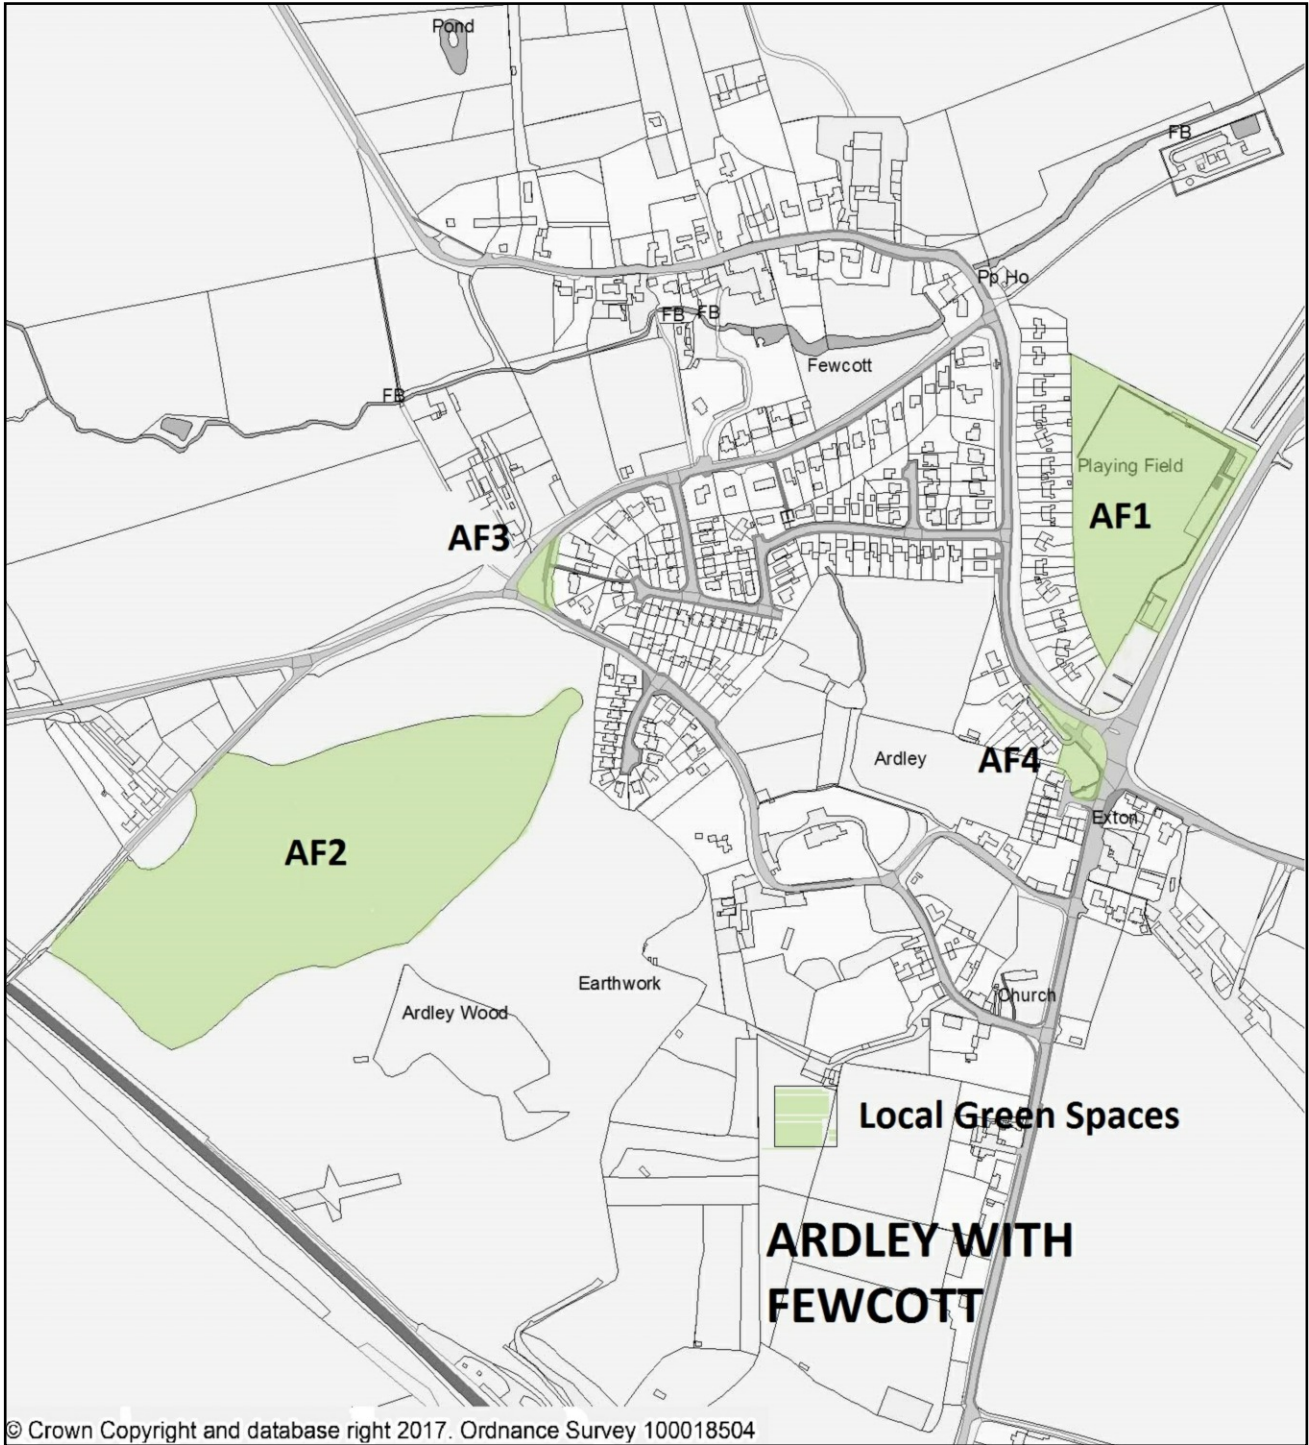 Pond
FB
Pp Ho
FB FB
Fewcott
FB
Playing Field
AF1
AF3
Ardley
AF4
Exton
AF2
Earthwork
Church
Ardley Wood
Local Green Spaces
ARDLEY WITH
FEWCOTT
© Crown Copyright and database right 2017. Ordnance Survey 100018504